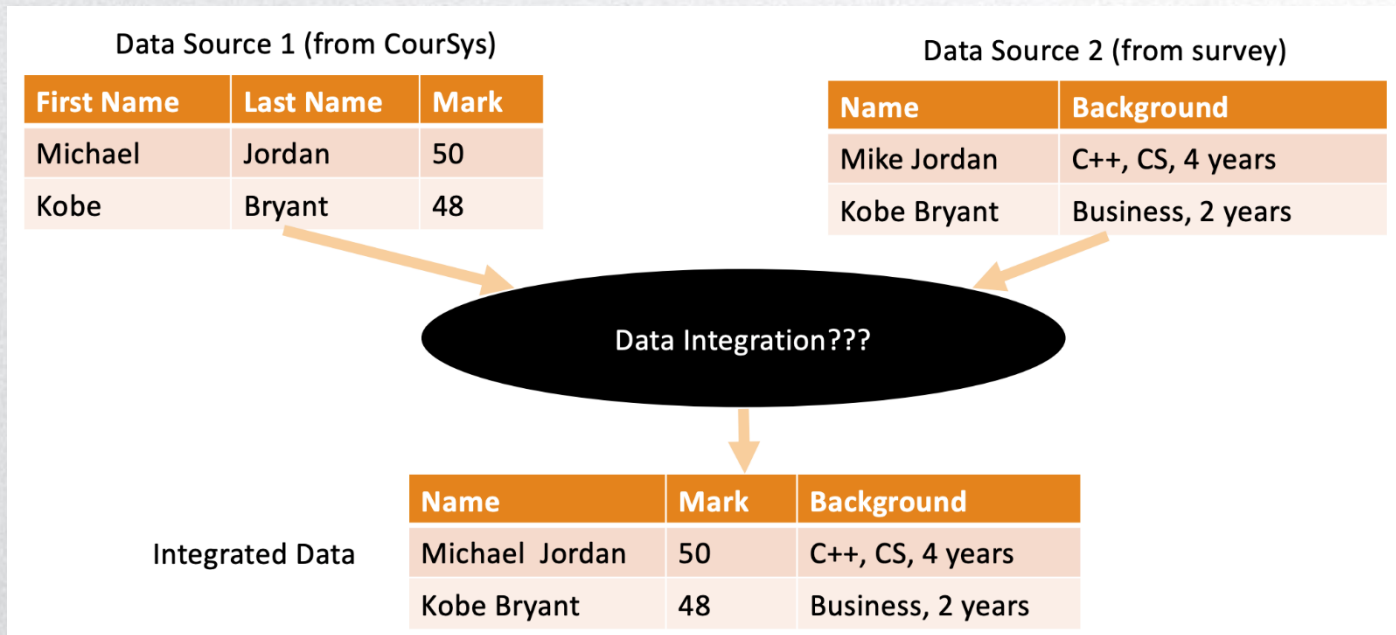 Data Source 1 (from CourSys)
First Name Last Name Mark
Michael Jordan 50
Kobe Bryant 48
Data Source 2 (from survey)
Name Background
Mike Jordan C++, CS, 4 years
Kobe Bryant Business, 2 years
Data Integration???
Integrated Data
Name Mark Background
Michael Jordan 50 C++, CS, 4 years
Kobe Bryant 48 Business, 2 years